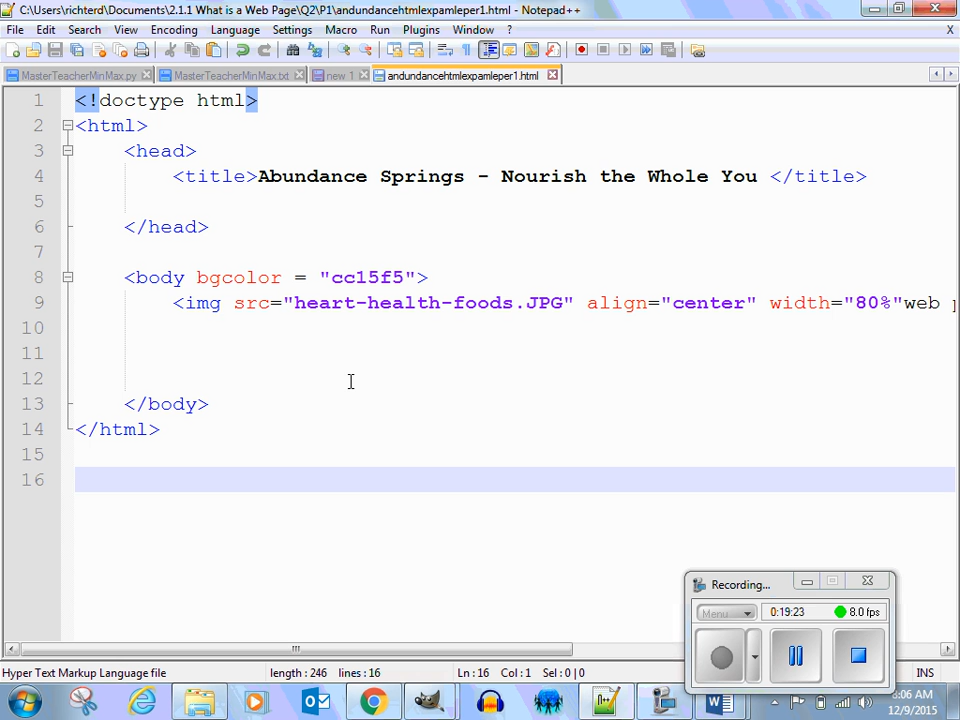 C:\Users\richterd\Documents\2.1.1 What is a Web Page\Q2\P1\andundancehtmlexpamleper1.html - Notepad++
File Edit Search View Encoding Language Settings Macro Run Plugins Window ? X
MasterTeacherMinMax.py MasterTeacherMinMax.txt new 1 andundancehtmlexpamleper1.html
1 <!doctype html>
2 <html>
3 <head>
4 <title>Abundance Springs - Nourish the Whole You </title>
5
6 </head>
7
8 <body bgcolor = "cc15f5">
9 <img src="heart-health-foods.JPG" align="center" width="80%"web
10
11
12
13 </body>
14 </html>
15
16
Recording...
Menu 0:19:23 8.0 fps
Hyper Text Markup Language file length : 246 lines : 16 Ln : 16 Col : 1 Sel : 0 | 0 INS
8:06 AM
12/9/2015